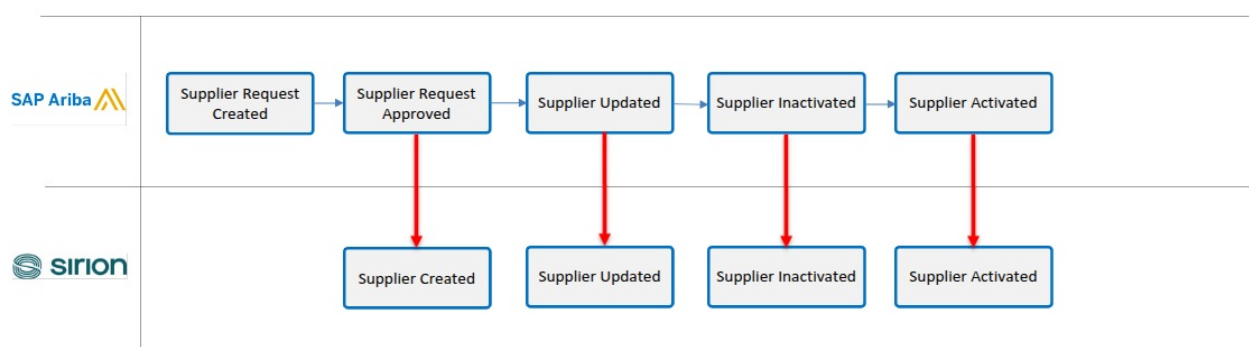 SAP Ariba
Supplier Request
Created
Supplier Request
Approved
Supplier Updated
Supplier Inactivated
Supplier Activated
sirion
Supplier Created
Supplier Updated
Supplier Inactivated
Supplier Activated